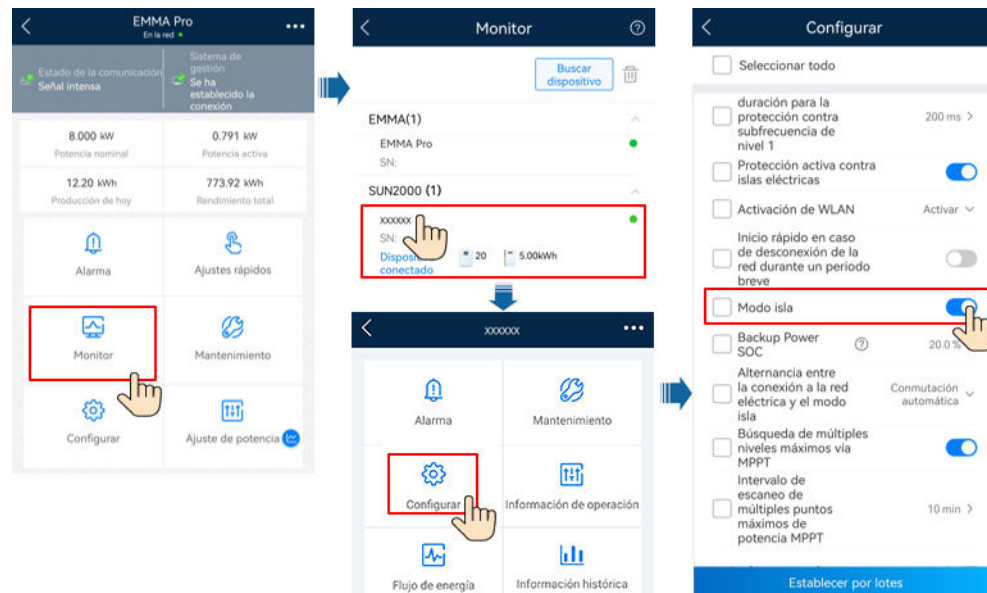 EMMA Pro
En la red
Estado de la comunicación
Señal intensa
Sistema de
gestión
Se ha
establecido la
conexión
8.000 kW
Potencia nominal
0.791 kW
Potencia activa
12.20 kWh
Producción de hoy
773.92 kWh
Rendimiento total
Alarma
Ajustes rápidos
Monitor
Mantenimiento
Configurar
Ajuste de potencia
Monitor
Buscar
dispositivo
EMMA(1)
EMMA Pro
SN:
SUN2000 (1)
xxxxxx
SN:
conectado
20
5.00kWh
xxxxxx
Alarma
Mantenimiento
Configurar
Información de operación
Flujo de energía
Información histórica
Configurar
Seleccionar todo
duración para la
protección contra
subfrecuencia de
nivel 1
200 ms
Protección activa contra
islas eléctricas
Activación de WLAN
Activar
Inicio rápido en caso
de desconexión de la
red durante un periodo
breve
Modo isla
Backup Power
SOC
20.0 %
Alternancia entre
la conexión a la red
eléctrica y el modo
isla
Conmutación
automática
Búsqueda de múltiples
niveles máximos vía
MPPT
Intervalo de
escaneo de
múltiples puntos
máximos de
potencia MPPT
10 min
Establecer por lotes